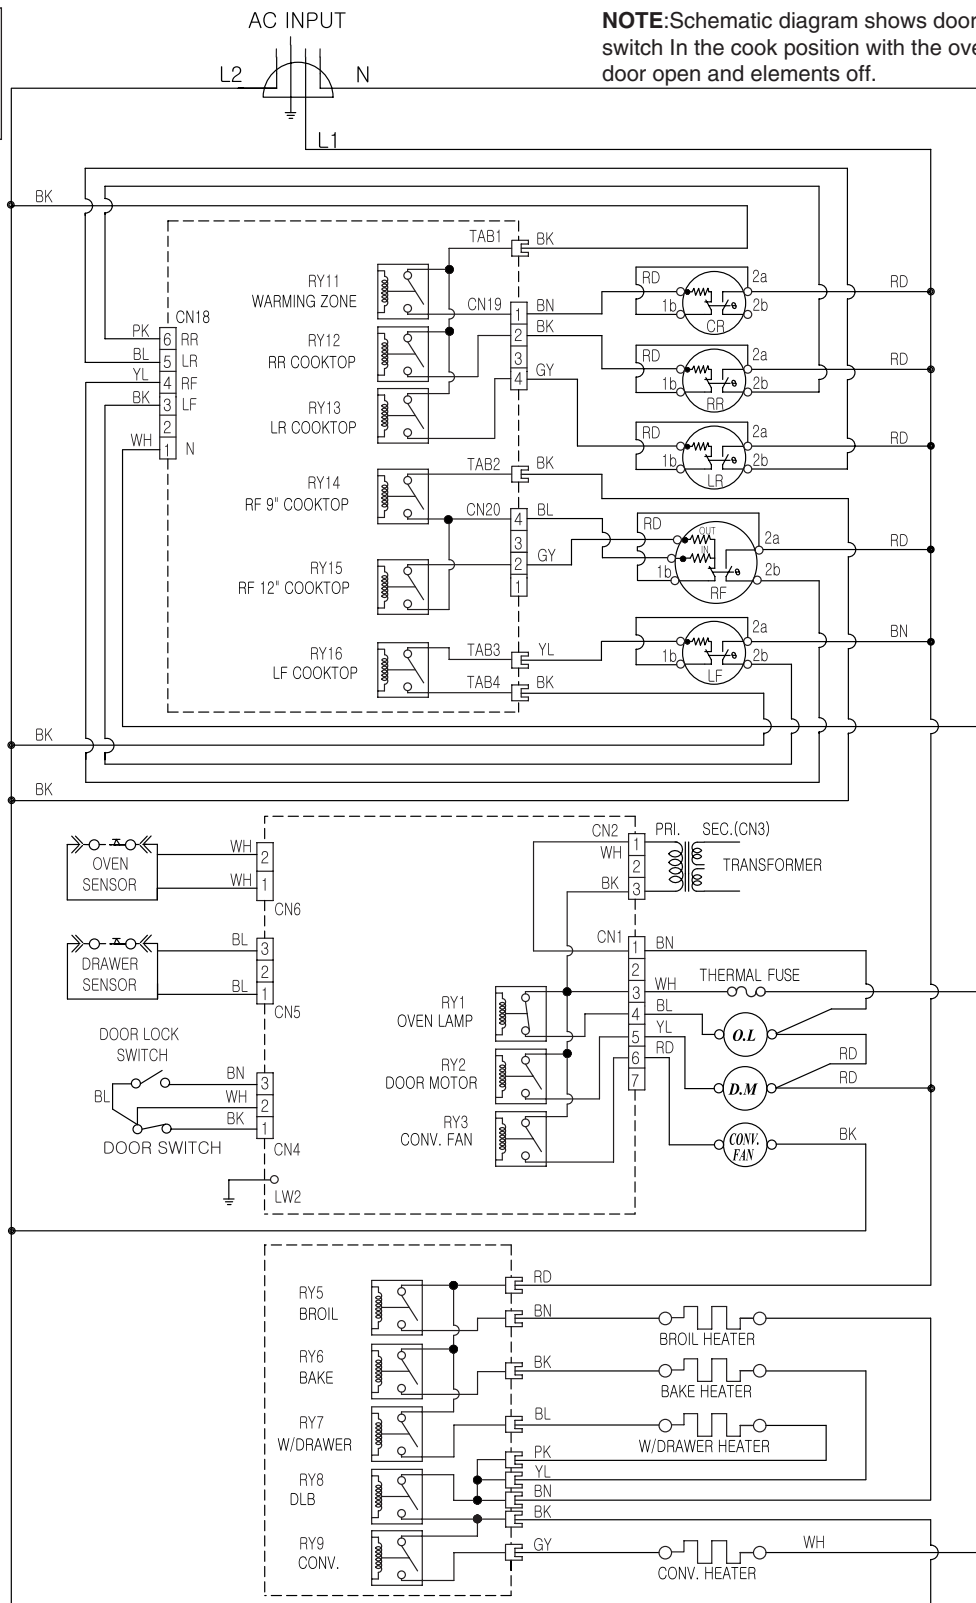 AC INPUT
NOTE:Schematic diagram shows door
switch In the cook position with the ove
door open and elements off.
L2
N
L1
BK
TAB1
BK
RY11
WARMING ZONE
CN19
1
BN
RD
2a
RD
1b
2b
CR
CN18
PK
6
RR
BL
5
LR
YL
4
RF
BK
3
LF
2
WH
1
N
RY12
RR COOKTOP
2
BK
3
4
GY
RD
2a
RD
1b
2b
RR
RY13
LR COOKTOP
RD
2a
RD
1b
2b
LR
TAB2
BK
RY14
RF 9" COOKTOP
CN20
4
BL
3
2
GY
1
RD
OUT
IN
2a
RD
1b
2b
RF
RY15
RF 12" COOKTOP
RY16
LF COOKTOP
TAB3
YL
TAB4
BK
RD
2a
BN
1b
2b
LF
BK
BK
CN2
PRI.
SEC.(CN3)
WH
1
2
BK
3
TRANSFORMER
OVEN
SENSOR
WH
2
WH
1
CN6
DRAWER
SENSOR
BL
3
2
BL
1
CN5
CN1
1
BN
2
3
WH
THERMAL FUSE
4
BL
5
YL
6
RD
7
O.L
RD
D.M
RD
CONV.
FAN
BK
RY1
OVEN LAMP
RY2
DOOR MOTOR
RY3
CONV. FAN
DOOR LOCK
SWITCH
BN
3
BL
WH
2
BK
1
DOOR SWITCH
CN4
LW2
RY5
BROIL
RD
BN
BROIL HEATER
RY6
BAKE
BK
BAKE HEATER
RY7
W/DRAWER
BL
W/DRAWER HEATER
PK
YL
BN
BK
RY8
DLB
RY9
CONV.
GY
CONV. HEATER
WH